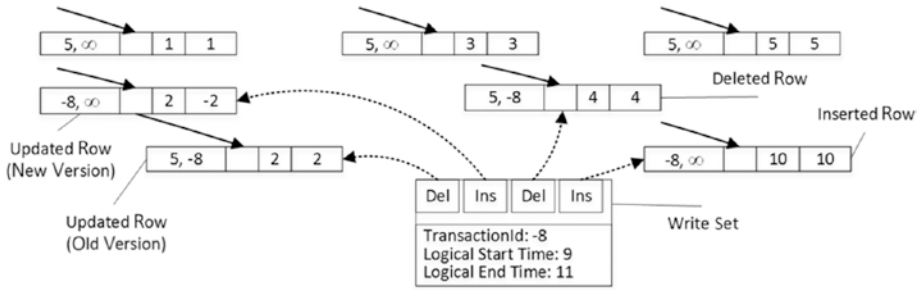 5, ∞ 1 1
5, ∞ 3 3
5, ∞ 5 5
-8, ∞ 2 -2
5, -8 4 4
Deleted Row
Inserted Row
Updated Row
(New Version)
5, -8 2 2
-8, ∞ 10 10
Updated Row
(Old Version)
Del Ins Del Ins
Write Set
TransactionId: -8
Logical Start Time: 9
Logical End Time: 11